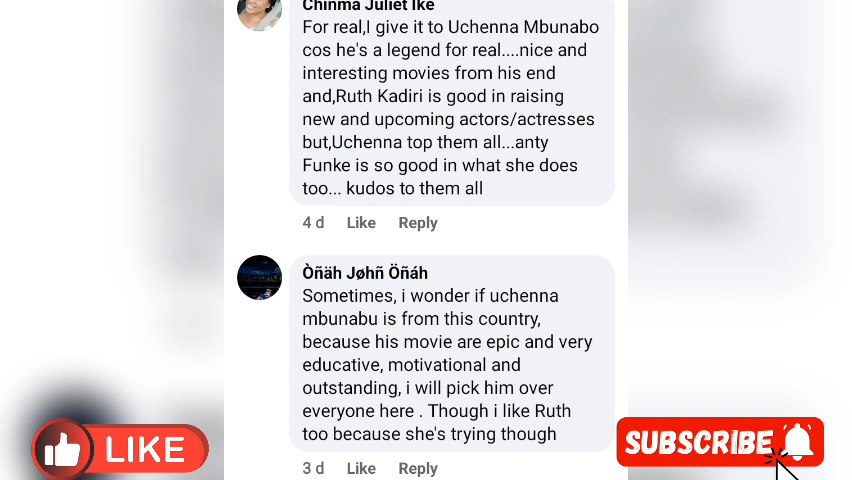 Chinma Juliet Ike
For real,I give it to Uchenna Mbunabo
cos he's a legend for real....nice and
interesting movies from his end
and,Ruth Kadiri is good in raising
new and upcoming actors/actresses
but,Uchenna top them all...anty
Funke is so good in what she does
too... kudos to them all
4 d Like Reply
Òñäh Jøhñ Öñáh
Sometimes, i wonder if uchenna
mbunabu is from this country,
because his movie are epic and very
educative, motivational and
outstanding, i will pick him over
everyone here . Though i like Ruth
too because she's trying though
3 d Like Reply
LIKE
SUBSCRIBE